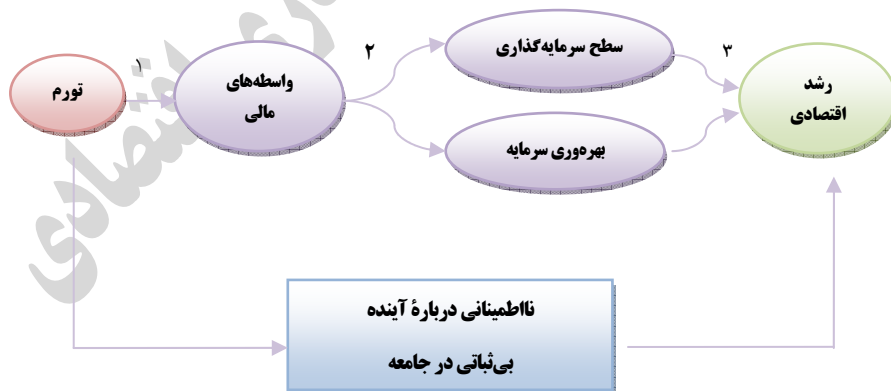 تورم
۱
واسطه‌های
مالی
۲
سطح سرمایه‌گذاری
بهره‌وری سرمایه
۳
رشد
اقتصادی
نااطمینانی دربارهٔ آینده
بی‌ثباتی در جامعه
اقتصادی